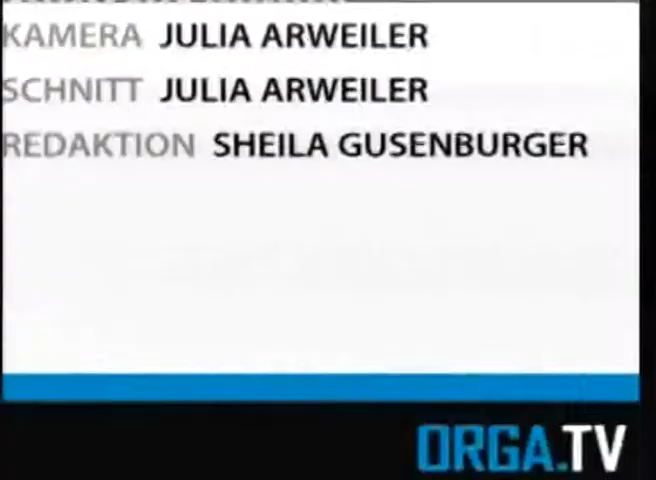 KAMERA JULIA ARWEILER
SCHNITT JULIA ARWEILER
REDAKTION SHEILA GUSENBURGER
ORGA.TV